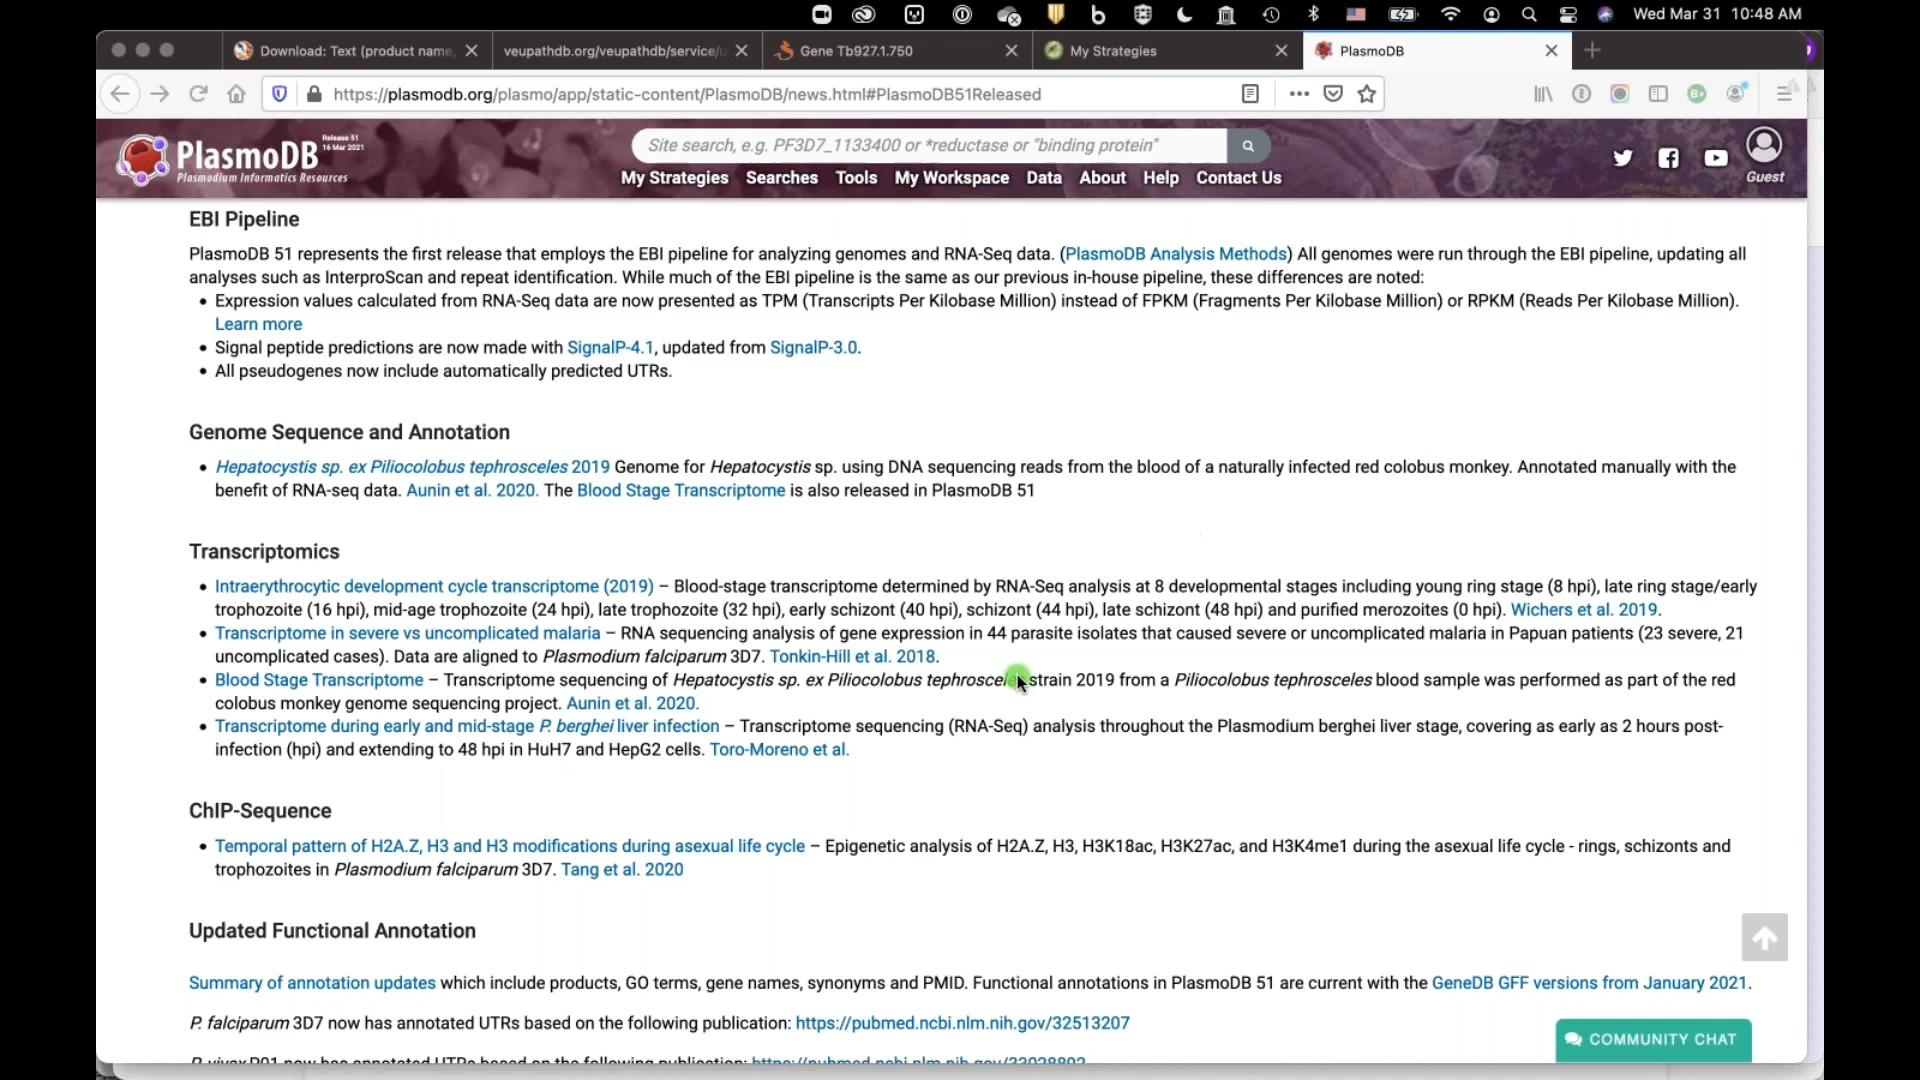 Wed Mar 31 10:48 AM
Download: Text (product name,
veupathdb.org/veupathdb/service/u
Gene Tb927.1.750
My Strategies
PlasmoDB
https://plasmodb.org/plasmo/app/static-content/PlasmoDB/news.html#PlasmoDB51Released
PlasmoDB
Release 51
16 Mar 2021
Plasmodium Informatics Resources
Site search, e.g. PF3D7_1133400 or *reductase or "binding protein"
My Strategies Searches Tools My Workspace Data About Help Contact Us
Guest
EBI Pipeline
PlasmoDB 51 represents the first release that employs the EBI pipeline for analyzing genomes and RNA-Seq data. (PlasmoDB Analysis Methods) All genomes were run through the EBI pipeline, updating all
analyses such as InterproScan and repeat identification. While much of the EBI pipeline is the same as our previous in-house pipeline, these differences are noted:
• Expression values calculated from RNA-Seq data are now presented as TPM (Transcripts Per Kilobase Million) instead of FPKM (Fragments Per Kilobase Million) or RPKM (Reads Per Kilobase Million).
Learn more
• Signal peptide predictions are now made with SignalP-4.1, updated from SignalP-3.0.
• All pseudogenes now include automatically predicted UTRs.
Genome Sequence and Annotation
• Hepatocystis sp. ex Piliocolobus tephrosceles 2019 Genome for Hepatocystis sp. using DNA sequencing reads from the blood of a naturally infected red colobus monkey. Annotated manually with the
benefit of RNA-seq data. Aunin et al. 2020. The Blood Stage Transcriptome is also released in PlasmoDB 51
Transcriptomics
• Intraerythrocytic development cycle transcriptome (2019) – Blood-stage transcriptome determined by RNA-Seq analysis at 8 developmental stages including young ring stage (8 hpi), late ring stage/early
trophozoite (16 hpi), mid-age trophozoite (24 hpi), late trophozoite (32 hpi), early schizont (40 hpi), schizont (44 hpi), late schizont (48 hpi) and purified merozoites (0 hpi). Wichers et al. 2019.
• Transcriptome in severe vs uncomplicated malaria – RNA sequencing analysis of gene expression in 44 parasite isolates that caused severe or uncomplicated malaria in Papuan patients (23 severe, 21
uncomplicated cases). Data are aligned to Plasmodium falciparum 3D7. Tonkin-Hill et al. 2018.
• Blood Stage Transcriptome – Transcriptome sequencing of Hepatocystis sp. ex Piliocolobus tephrosceles strain 2019 from a Piliocolobus tephrosceles blood sample was performed as part of the red
colobus monkey genome sequencing project. Aunin et al. 2020.
• Transcriptome during early and mid-stage P. berghei liver infection – Transcriptome sequencing (RNA-Seq) analysis throughout the Plasmodium berghei liver stage, covering as early as 2 hours post-
infection (hpi) and extending to 48 hpi in HuH7 and HepG2 cells. Toro-Moreno et al.
ChIP-Sequence
• Temporal pattern of H2A.Z, H3 and H3 modifications during asexual life cycle – Epigenetic analysis of H2A.Z, H3, H3K18ac, H3K27ac, and H3K4me1 during the asexual life cycle - rings, schizonts and
trophozoites in Plasmodium falciparum 3D7. Tang et al. 2020
Updated Functional Annotation
Summary of annotation updates which include products, GO terms, gene names, synonyms and PMID. Functional annotations in PlasmoDB 51 are current with the GeneDB GFF versions from January 2021.
P. falciparum 3D7 now has annotated UTRs based on the following publication: https://pubmed.ncbi.nlm.nih.gov/32513207
P. vivax P01 now has annotated UTRs based on the following publication: https://pubmed.ncbi.nlm.nih.gov/33028892
COMMUNITY CHAT